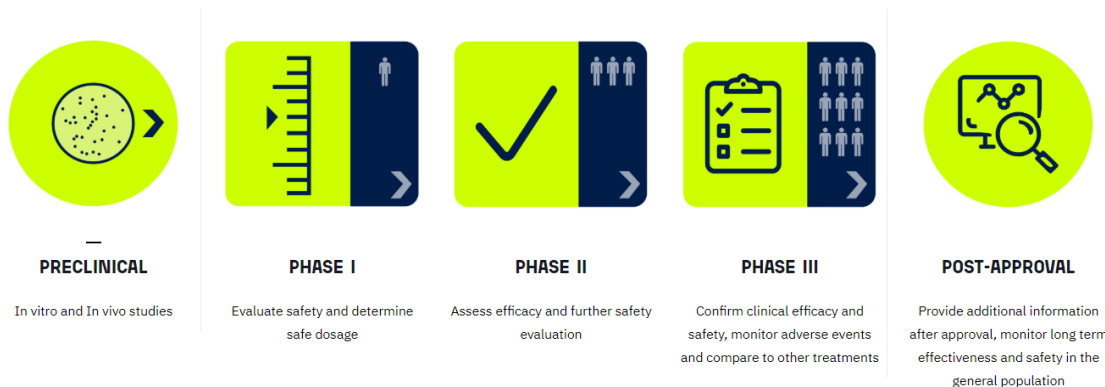 PRECLINICAL
In vitro and In vivo studies
PHASE I
Evaluate safety and determine
safe dosage
PHASE II
Assess efficacy and further safety
evaluation
PHASE III
Confirm clinical efficacy and
safety, monitor adverse events
and compare to other treatments
POST-APPROVAL
Provide additional information
after approval, monitor long term
effectiveness and safety in the
general population